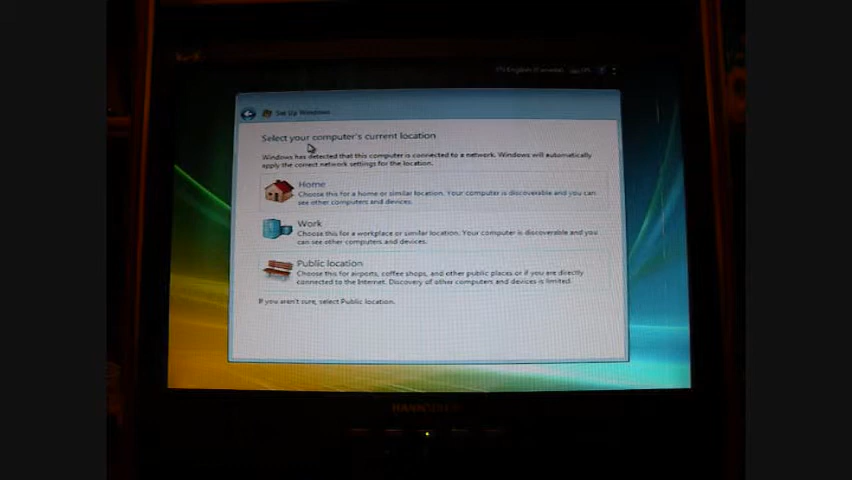 Set Up Windows
Select your computer's current location
Windows has detected that this computer is connected to a network. Windows will automatically
apply the correct network settings for the location.
Home
Choose this for a home or similar location. Your computer is discoverable and you can
see other computers and devices.
Work
Choose this for a workplace or similar location. Your computer is discoverable and you
can see other computers and devices.
Public location
Choose this for airports, coffee shops, and other public places or if you are directly
connected to the Internet. Discovery of other computers and devices is limited.
If you aren't sure, select Public location.